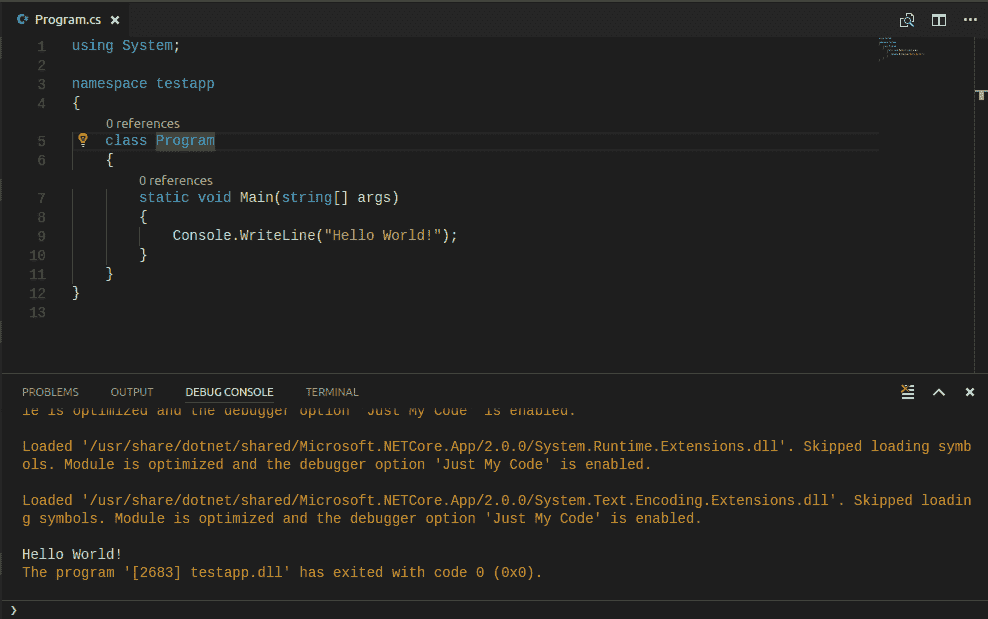 C# Program.cs ×
1 using System;
2
3 namespace testapp
4 {
0 references
5 class Program
6 {
0 references
7 static void Main(string[] args)
8 {
9 Console.WriteLine("Hello World!");
10 }
11 }
12 }
13
PROBLEMS OUTPUT DEBUG CONSOLE TERMINAL
le is optimized and the debugger option 'Just My Code' is enabled.
Loaded '/usr/share/dotnet/shared/Microsoft.NETCore.App/2.0.0/System.Runtime.Extensions.dll'. Skipped loading symb
ols. Module is optimized and the debugger option 'Just My Code' is enabled.
Loaded '/usr/share/dotnet/shared/Microsoft.NETCore.App/2.0.0/System.Text.Encoding.Extensions.dll'. Skipped loadin
g symbols. Module is optimized and the debugger option 'Just My Code' is enabled.
Hello World!
The program '[2683] testapp.dll' has exited with code 0 (0x0).
❯